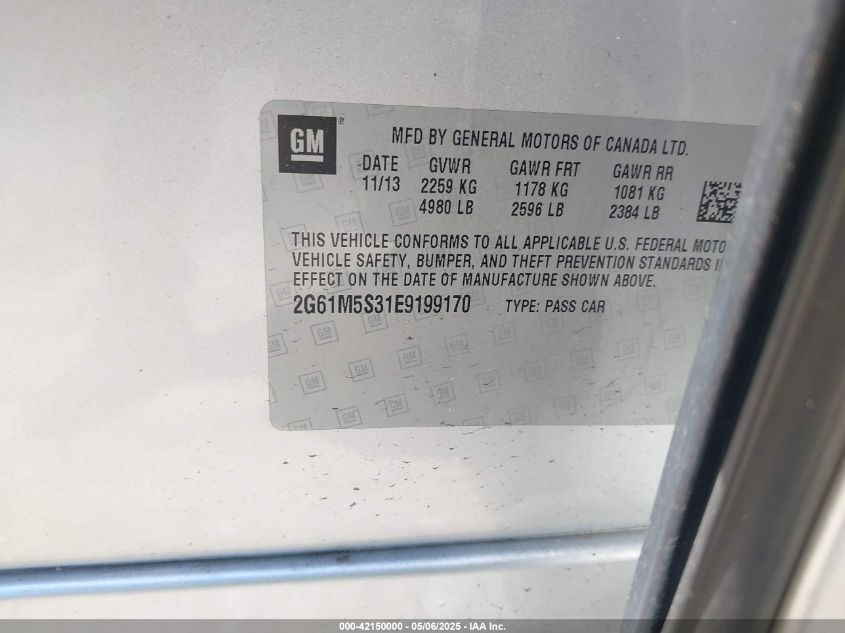 GM ®
MFD BY GENERAL MOTORS OF CANADA LTD.
DATE GVWR GAWR FRT GAWR RR
11/13 2259 KG 1178 KG 1081 KG
4980 LB 2596 LB 2384 LB
THIS VEHICLE CONFORMS TO ALL APPLICABLE U.S. FEDERAL MOTO
VEHICLE SAFETY, BUMPER, AND THEFT PREVENTION STANDARDS I
EFFECT ON THE DATE OF MANUFACTURE SHOWN ABOVE.
2G61M5S31E9199170 TYPE: PASS CAR
000-42150000 - 05/06/2025 - IAA Inc.